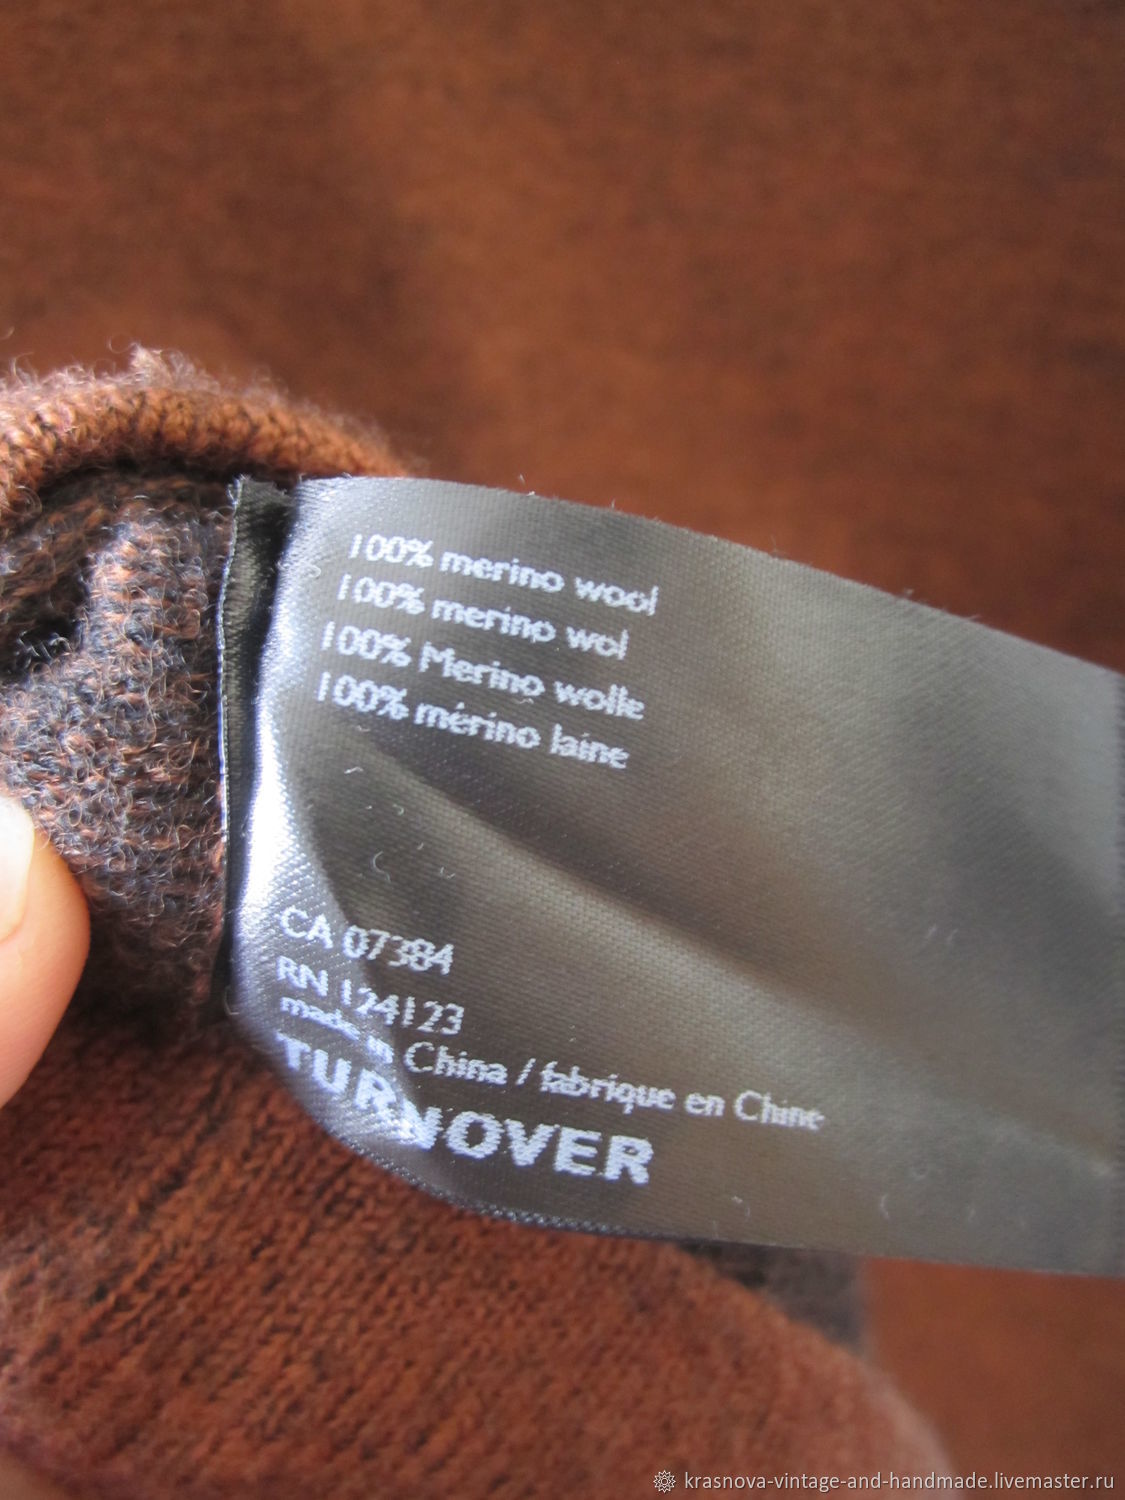 100% merino wool
100% merino wol
100% Merino wolle
100% mérino laine
CA 07384
RN 124123
made in China / fabrique en Chine
TURNOVER
krasnova-vintage-and-handmade.livemaster.ru